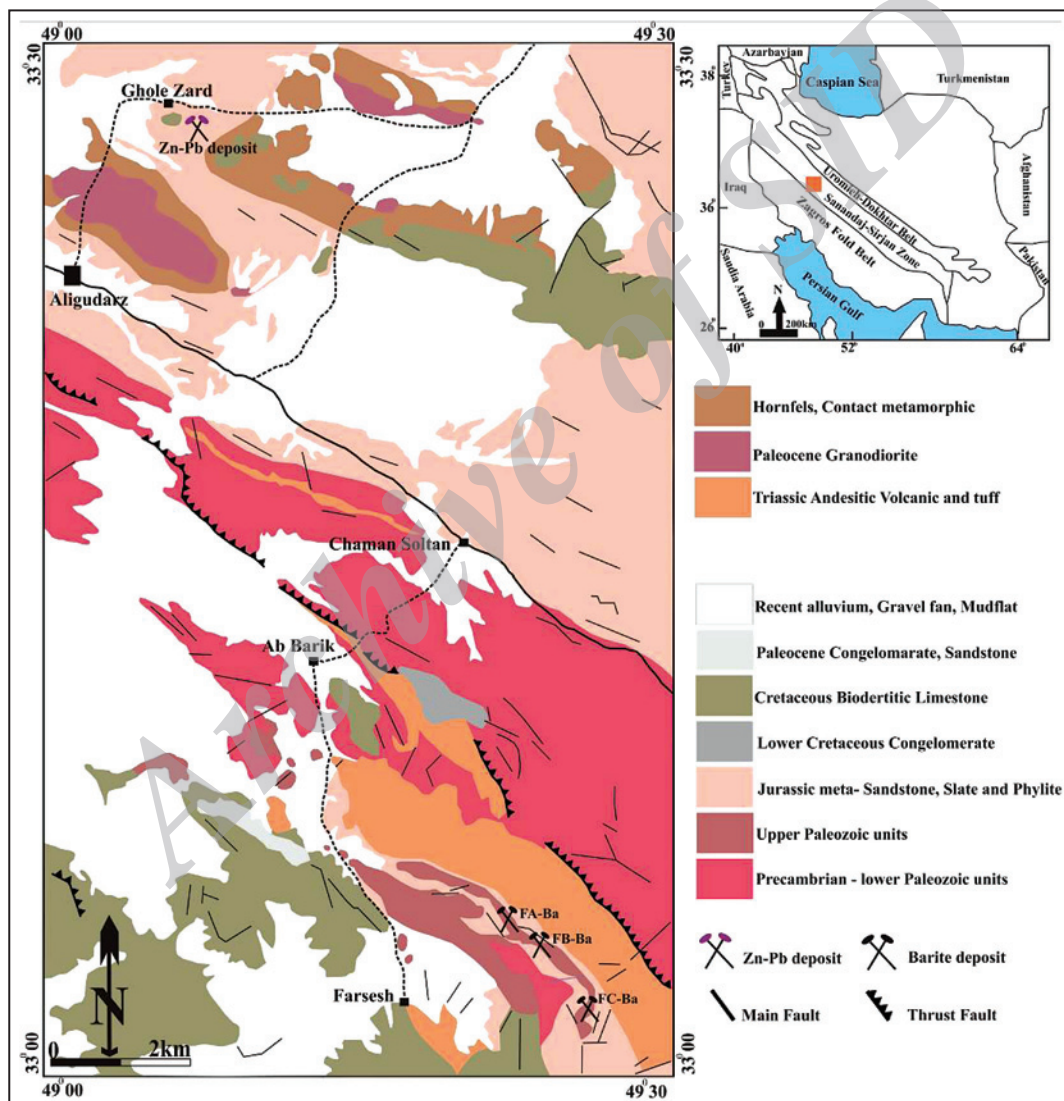 49° 00
49° 30
33° 30
33° 30
Ghole Zard
Zn-Pb deposit
Aligudarz
Chaman Soltan
Ab Barik
FA-Ba
FB-Ba
FC-Ba
Farsesh
N
0 2km
33° 00
33° 00
49° 00
49° 30
Azarbayjan
Turkey
38°
Caspian Sea
Turkmenistan
Afghanistan
Iraq
36°
Uromieh-Dokhtar Belt
Sanandaj-Sirjan Zone
Zagros Fold Belt
Pakistan
Saudia Arabia
Persian Gulf
N
0 200km
26°
40°
52°
64°
Hornfels, Contact metamorphic
Paleocene Granodiorite
Triassic Andesitic Volcanic and tuff
Recent alluvium, Gravel fan, Mudflat
Paleocene Congelomarate, Sandstone
Cretaceous Biodertitic Limestone
Lower Cretaceous Congelomerate
Jurassic meta- Sandstone, Slate and Phylite
Upper Paleozoic units
Precambrian - lower Paleozoic units
Zn-Pb deposit
Barite deposit
Main Fault
Thrust Fault
Archive of SID